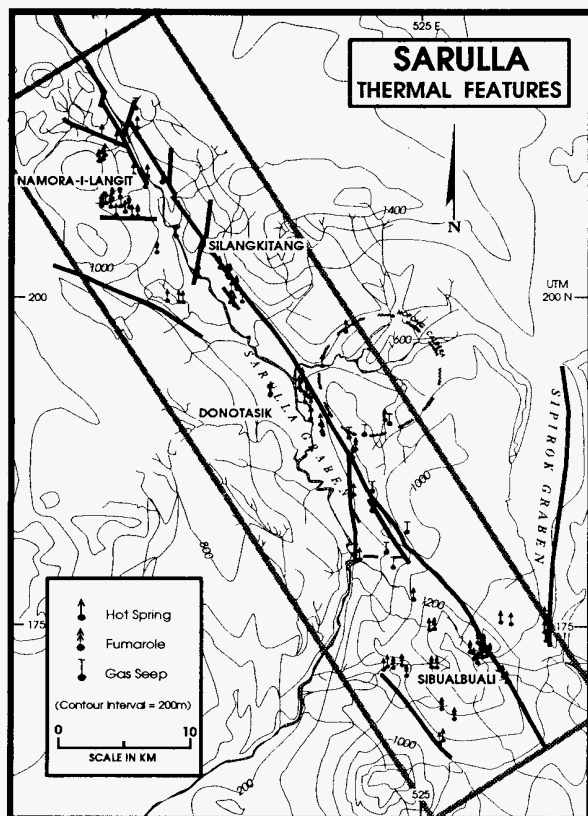 525 E
SARULLA
THERMAL FEATURES
NAMORA-I-LANGIT
1400
N
SILANGKITANG
1000
UTM
200
200 N
600
SARULLA GRABEN
DONOTASIK
SIPIROK GRABEN
1000
800
1200
175
175
Hot Spring
Fumarole
Gas Seep
(Contour Interval = 200m)
0
10
SCALE IN KM
SIBUALBUALI
1000
200
525